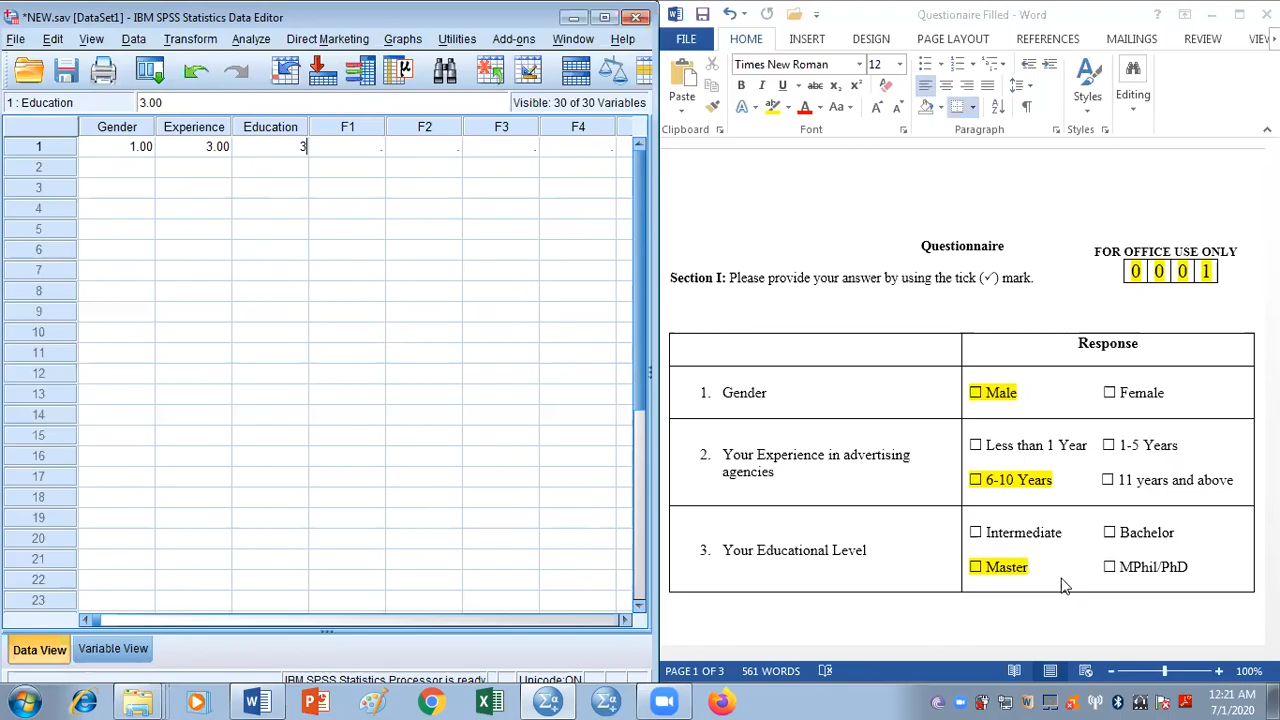 *NEW.sav [DataSet1] - IBM SPSS Statistics Data Editor
File Edit View Data Transform Analyze Direct Marketing Graphs Utilities Add-ons Window Help
1 : Education 3.00 Visible: 30 of 30 Variables
Gender Experience Education F1 F2 F3 F4
1 1.00 3.00 3 . . . .
2
3
4
5
6
7
8
9
10
11
12
13
14
15
16
17
18
19
20
21
22
23
Data View Variable View
IBM SPSS Statistics Processor is ready Unicode:ON
Questionaire Filled - Word
FILE HOME INSERT DESIGN PAGE LAYOUT REFERENCES MAILINGS REVIEW
Times New Roman 12
Paste Styles Editing
Clipboard Font Paragraph Styles
Questionnaire
FOR OFFICE USE ONLY
0 0 0 1
Section I: Please provide your answer by using the tick (✓) mark.
Response
1. Gender ☐ Male ☐ Female
2. Your Experience in advertising agencies
☐ Less than 1 Year ☐ 1-5 Years
☐ 6-10 Years ☐ 11 years and above
3. Your Educational Level
☐ Intermediate ☐ Bachelor
☐ Master ☐ MPhil/PhD
PAGE 1 OF 3 561 WORDS 100%
12:21 AM
7/1/2020